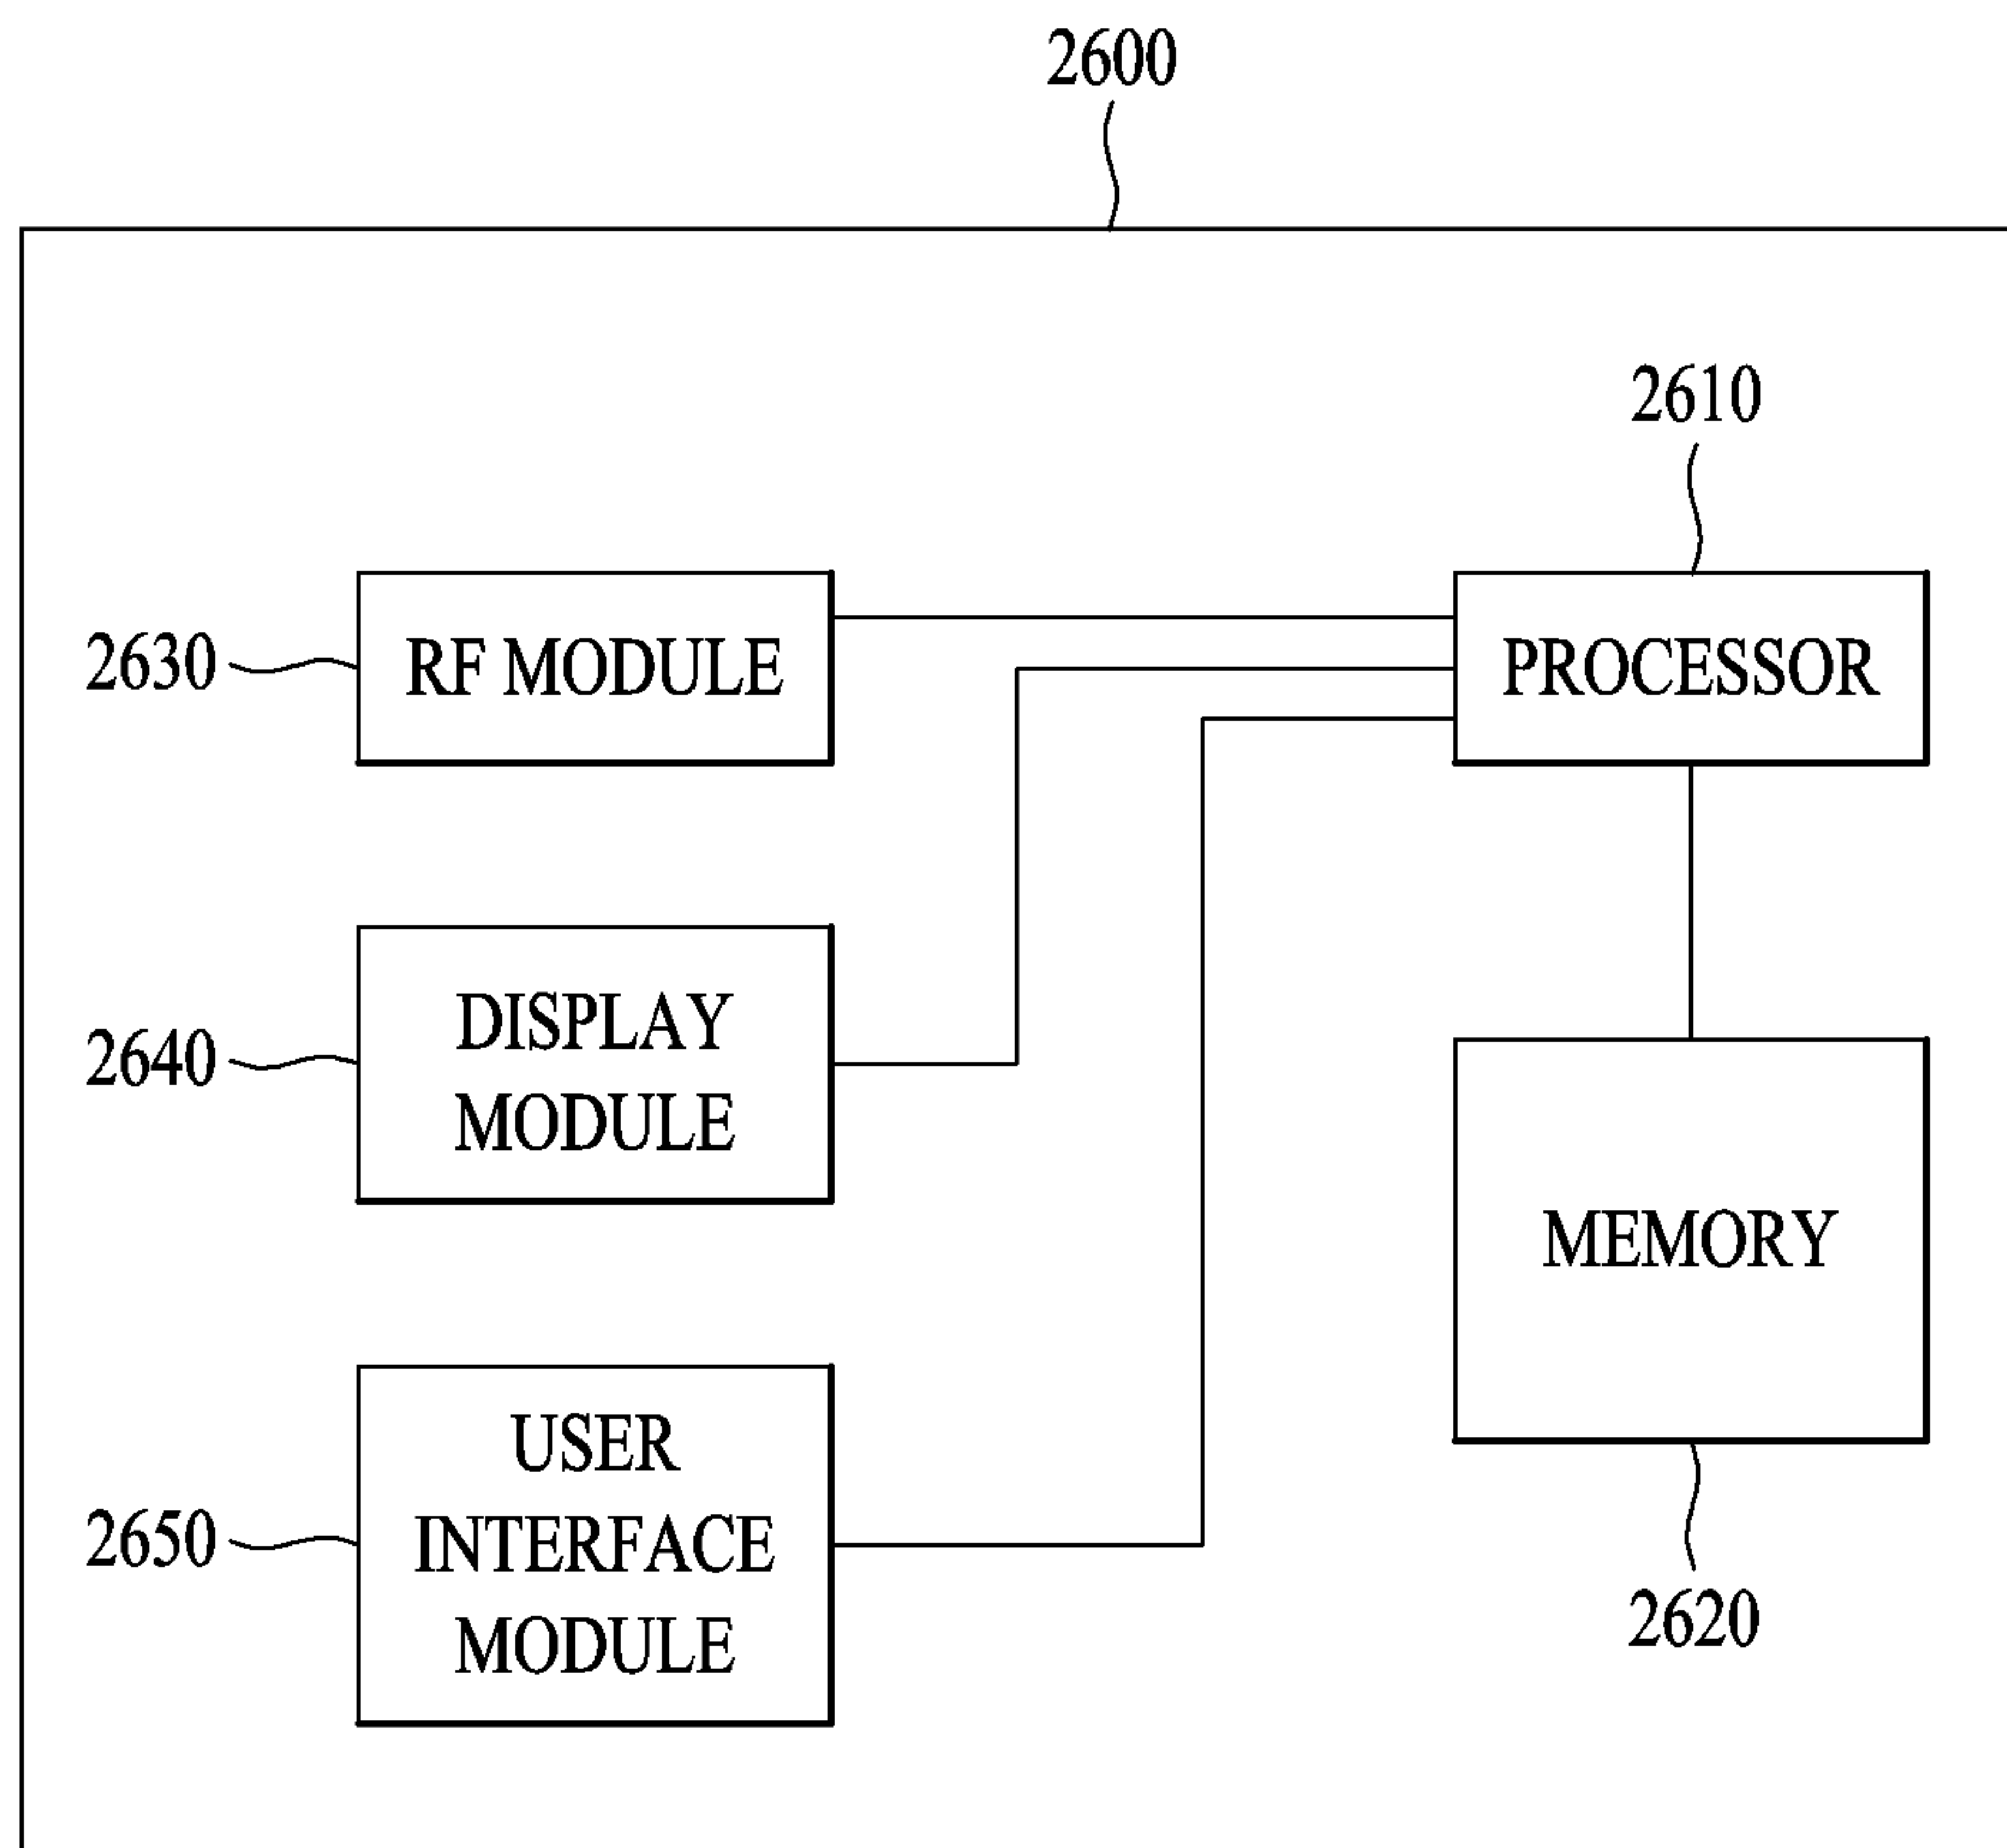 2600
2610
2630
RF MODULE
PROCESSOR
2640
DISPLAY
MODULE
MEMORY
2650
USER
INTERFACE
MODULE
2620